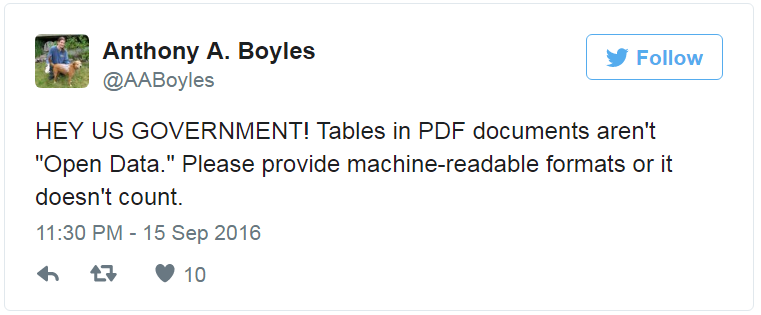 Anthony A. Boyles
Follow
@AABoyles
HEY US GOVERNMENT! Tables in PDF documents aren't
"Open Data." Please provide machine-readable formats or it
doesn't count.
11:30 PM - 15 Sep 2016
10